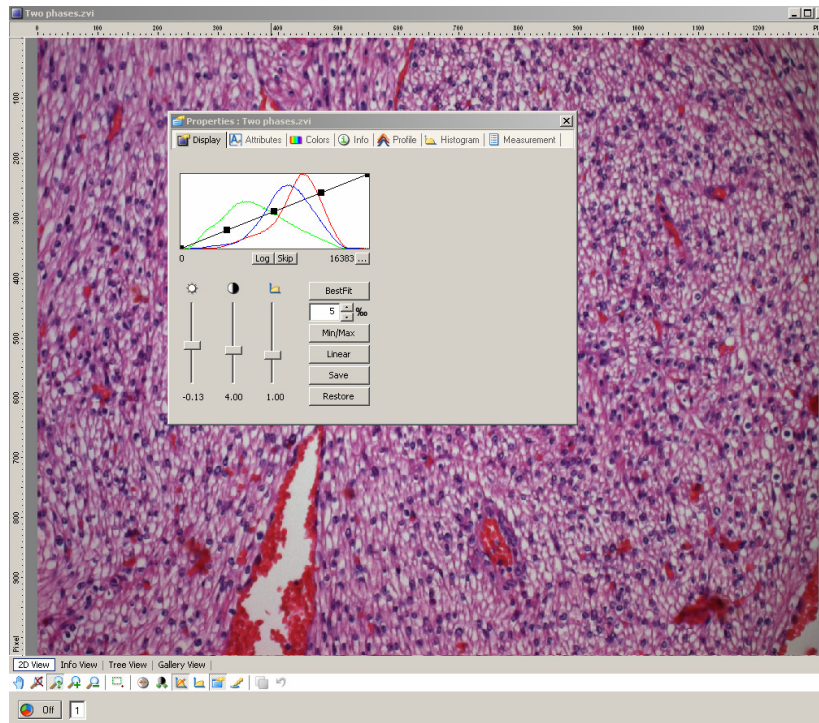 Two phases.zvi
0 100 200 300 400 500 600 700 800 900 1000 1100 1200
100
200
300
400
500
600
700
800
900
Pixel
Properties : Two phases.zvi
Display Attributes Colors Info Profile Histogram Measurement
0 Log Skip 16383 ...
BestFit
5 ‰
Min/Max
Linear
Save
-0.13 4.00 1.00 Restore
2D View Info View Tree View Gallery View
Off 1